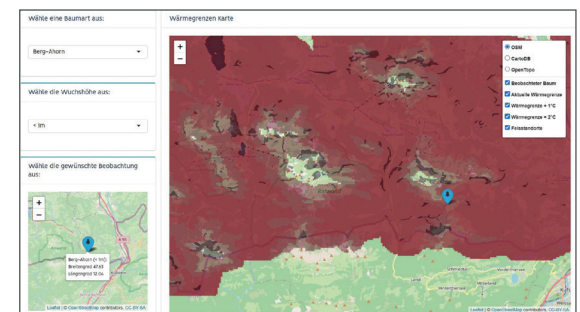 Wähle eine Baumart aus:
Berg-Ahorn
Wähle die Wuchshöhe aus:
< 1m
Wähle die gewünschte Beobachtung
aus:
+
−
Berg-Ahorn (< 1m)
Breitengrad 47.63
Längengrad 12.04
Leaflet | © OpenStreetMap contributors, CC-BY-SA
Wärmegrenzen Karte
+
−
OSM
CartoDB
OpenTopo
Beobachteter Baum
Aktuelle Wärmegrenze
Wärmegrenze + 1°C
Wärmegrenze + 2°C
Felsstandorte
Leaflet | © OpenStreetMap contributors, CC-BY-SA